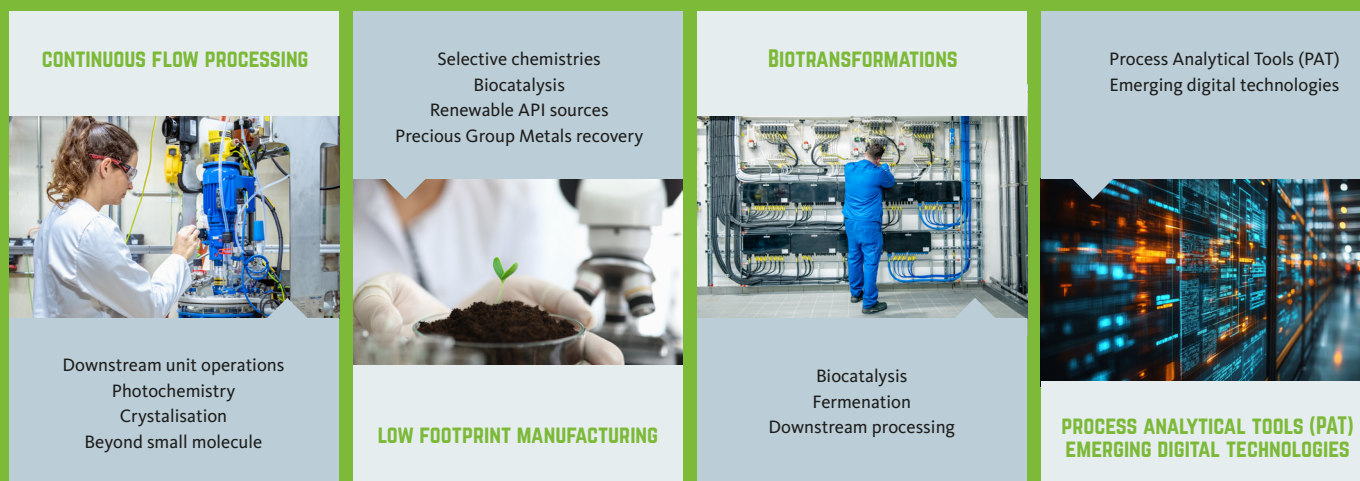 CONTINUOUS FLOW PROCESSING
Downstream unit operations
Photochemistry
Crystalisation
Beyond small molecule
Selective chemistries
Biocatalysis
Renewable API sources
Precious Group Metals recovery
LOW FOOTPRINT MANUFACTURING
BIOTRANSFORMATIONS
Biocatalysis
Fermenation
Downstream processing
Process Analytical Tools (PAT)
Emerging digital technologies
PROCESS ANALYTICAL TOOLS (PAT)
EMERGING DIGITAL TECHNOLOGIES